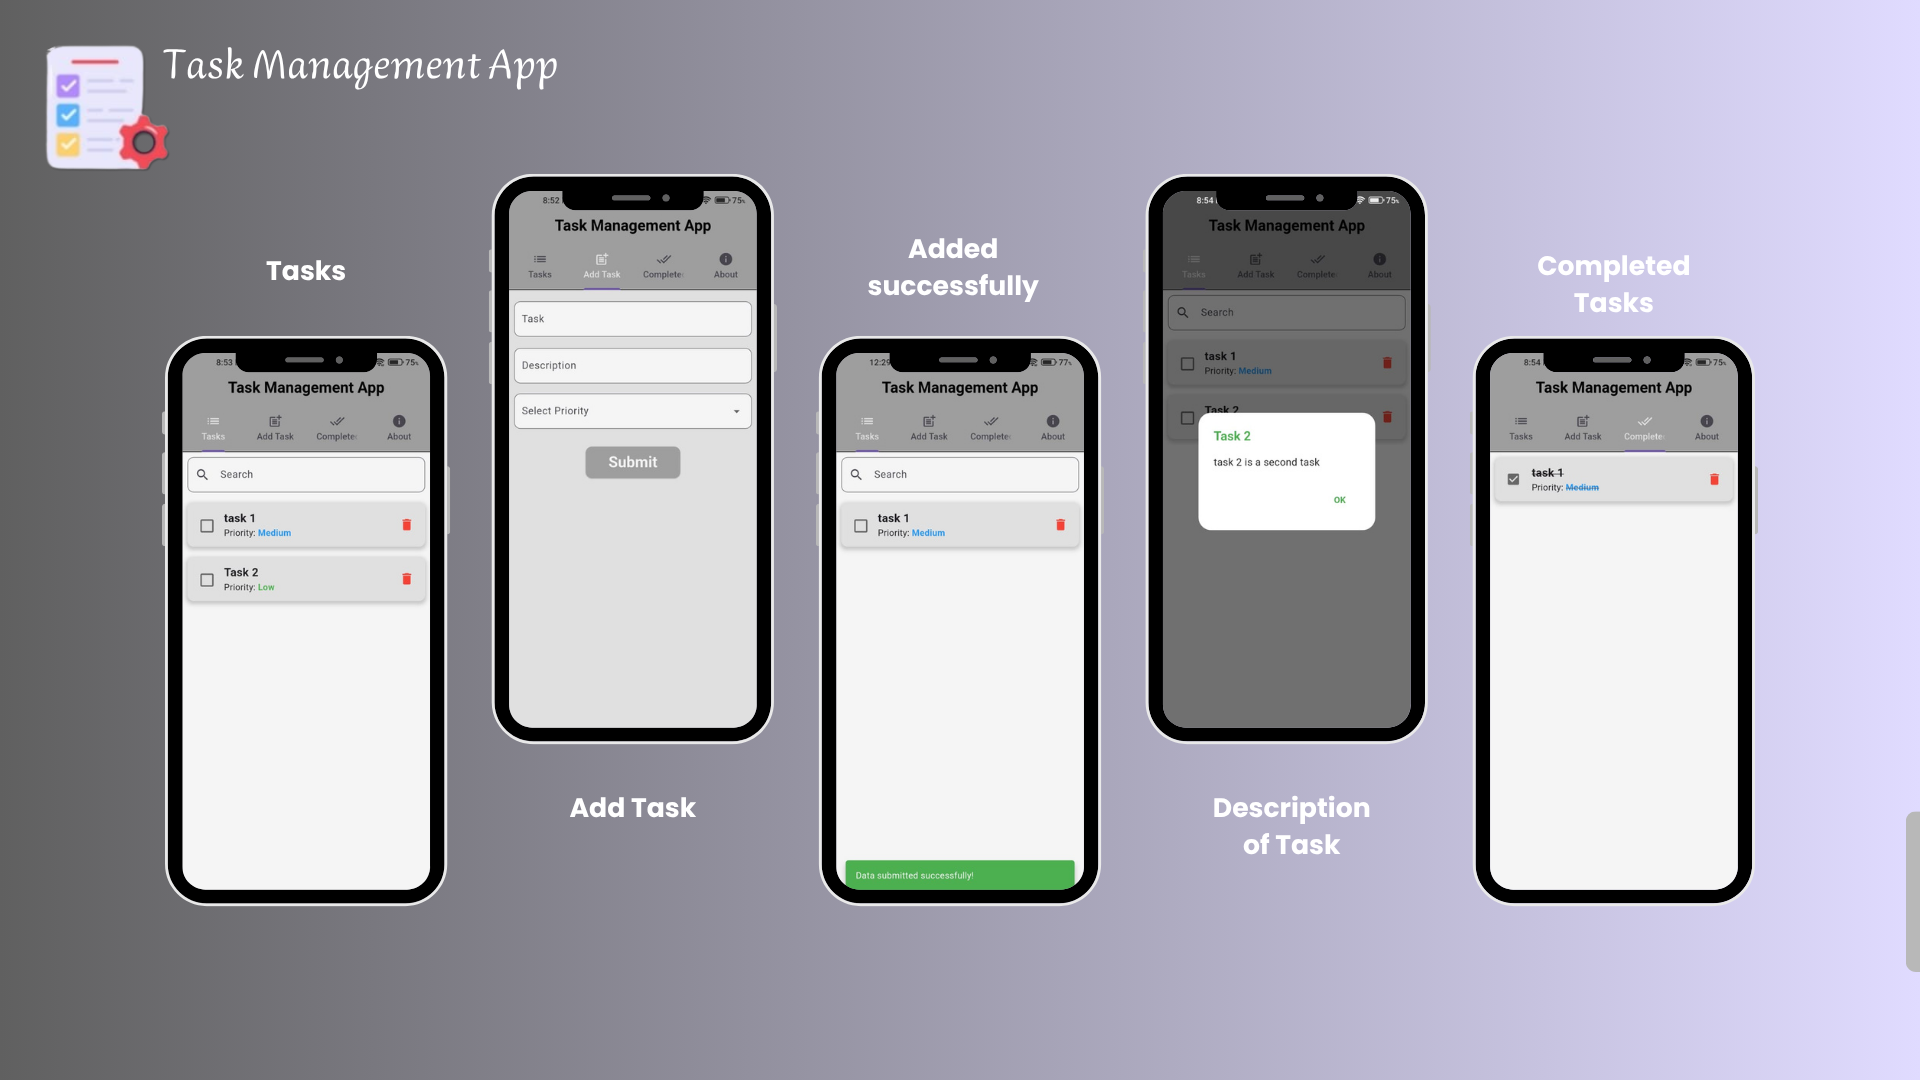 Task Management App
Tasks
8:53
75%
Task Management App
Tasks
Add Task
Complete
About
Search
task 1
Priority: Medium
Task 2
Priority: Low
8:52
75%
Task Management App
Tasks
Add Task
Complete
About
Task
Description
Select Priority
Submit
Add Task
Added
successfully
12:29
77%
Task Management App
Tasks
Add Task
Complete
About
Search
task 1
Priority: Medium
Data submitted successfully!
8:54
75%
Task Management App
Tasks
Add Task
Complete
About
Search
task 1
Priority: Medium
Task 2
Task 2
task 2 is a second task
OK
Description
of Task
Completed
Tasks
8:54
75%
Task Management App
Tasks
Add Task
Complete
About
task 1
Priority: Medium